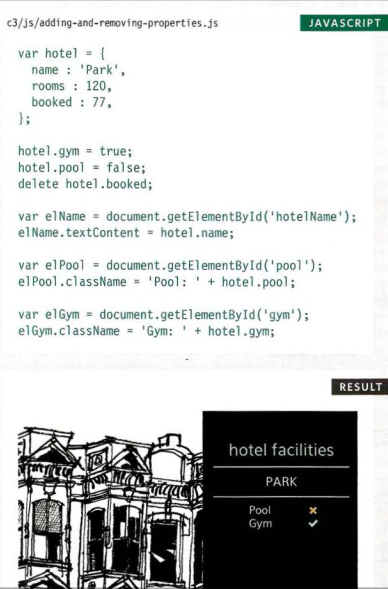 c3/js/adding-and-removing-properties.js JAVASCRIPT
var hotel = {
name : 'Park',
rooms : 120,
booked : 77,
};
hotel.gym = true;
hotel.pool = false;
delete hotel.booked;
var elName = document.getElementById('hotelName');
elName.textContent = hotel.name;
var elPool = document.getElementById('pool');
elPool.className = 'Pool: ' + hotel.pool;
var elGym = document.getElementById('gym');
elGym.className = 'Gym: ' + hotel.gym;
RESULT
hotel facilities
PARK
Pool ✖
Gym ✔